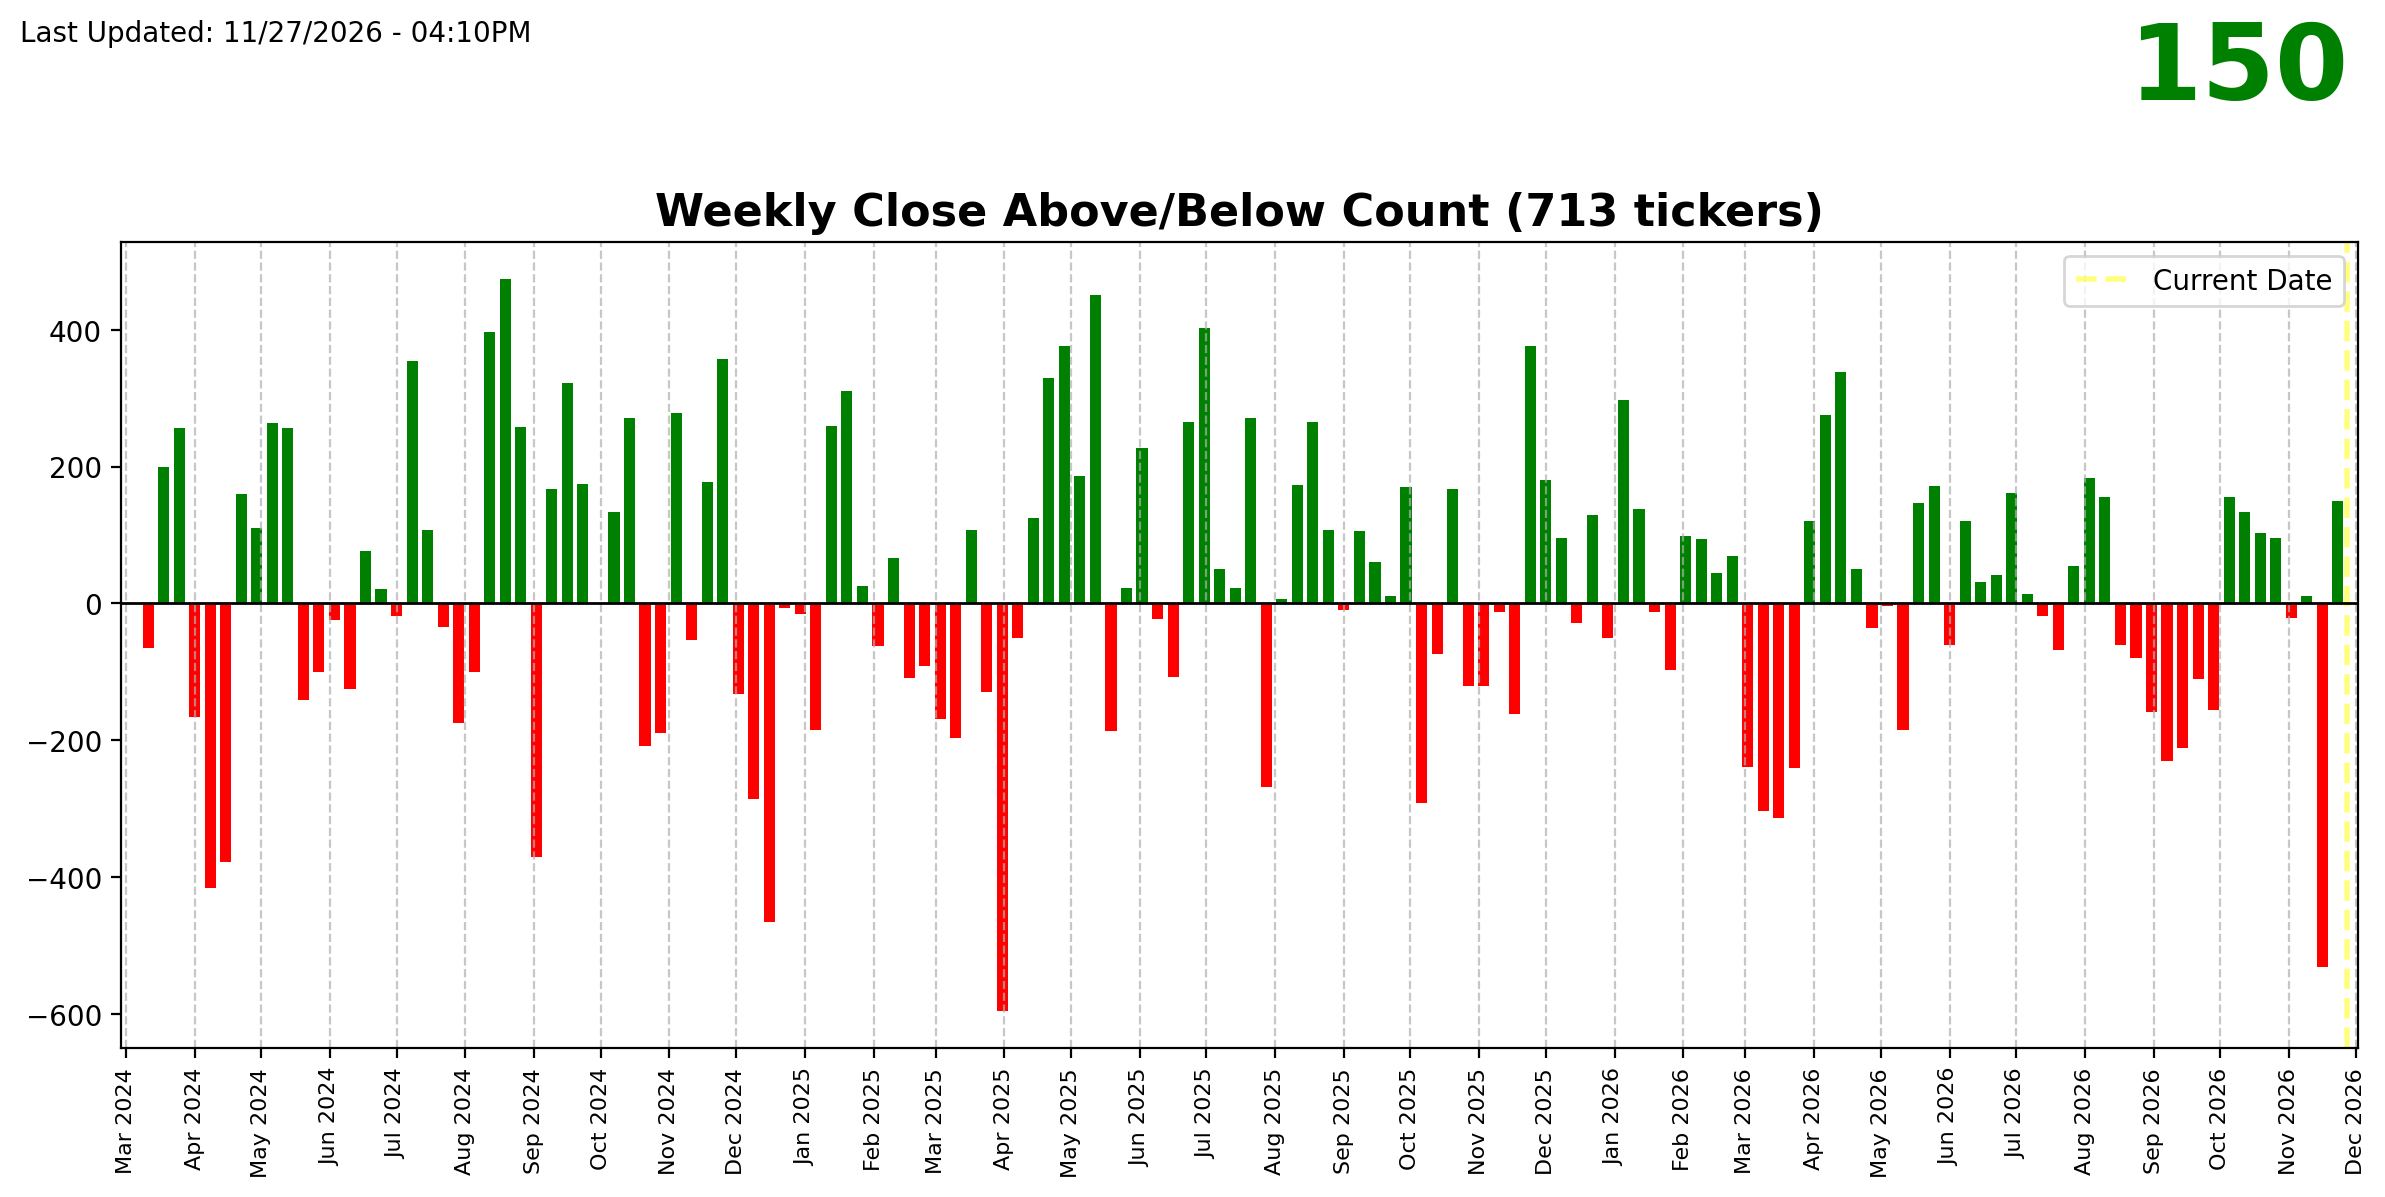 Last Updated: 11/27/2026 - 04:10PM
150
Weekly Close Above/Below Count (713 tickers)
Current Date
400
200
0
−200
−400
−600
Mar 2024
Apr 2024
May 2024
Jun 2024
Jul 2024
Aug 2024
Sep 2024
Oct 2024
Nov 2024
Dec 2024
Jan 2025
Feb 2025
Mar 2025
Apr 2025
May 2025
Jun 2025
Jul 2025
Aug 2025
Sep 2025
Oct 2025
Nov 2025
Dec 2025
Jan 2026
Feb 2026
Mar 2026
Apr 2026
May 2026
Jun 2026
Jul 2026
Aug 2026
Sep 2026
Oct 2026
Nov 2026
Dec 2026